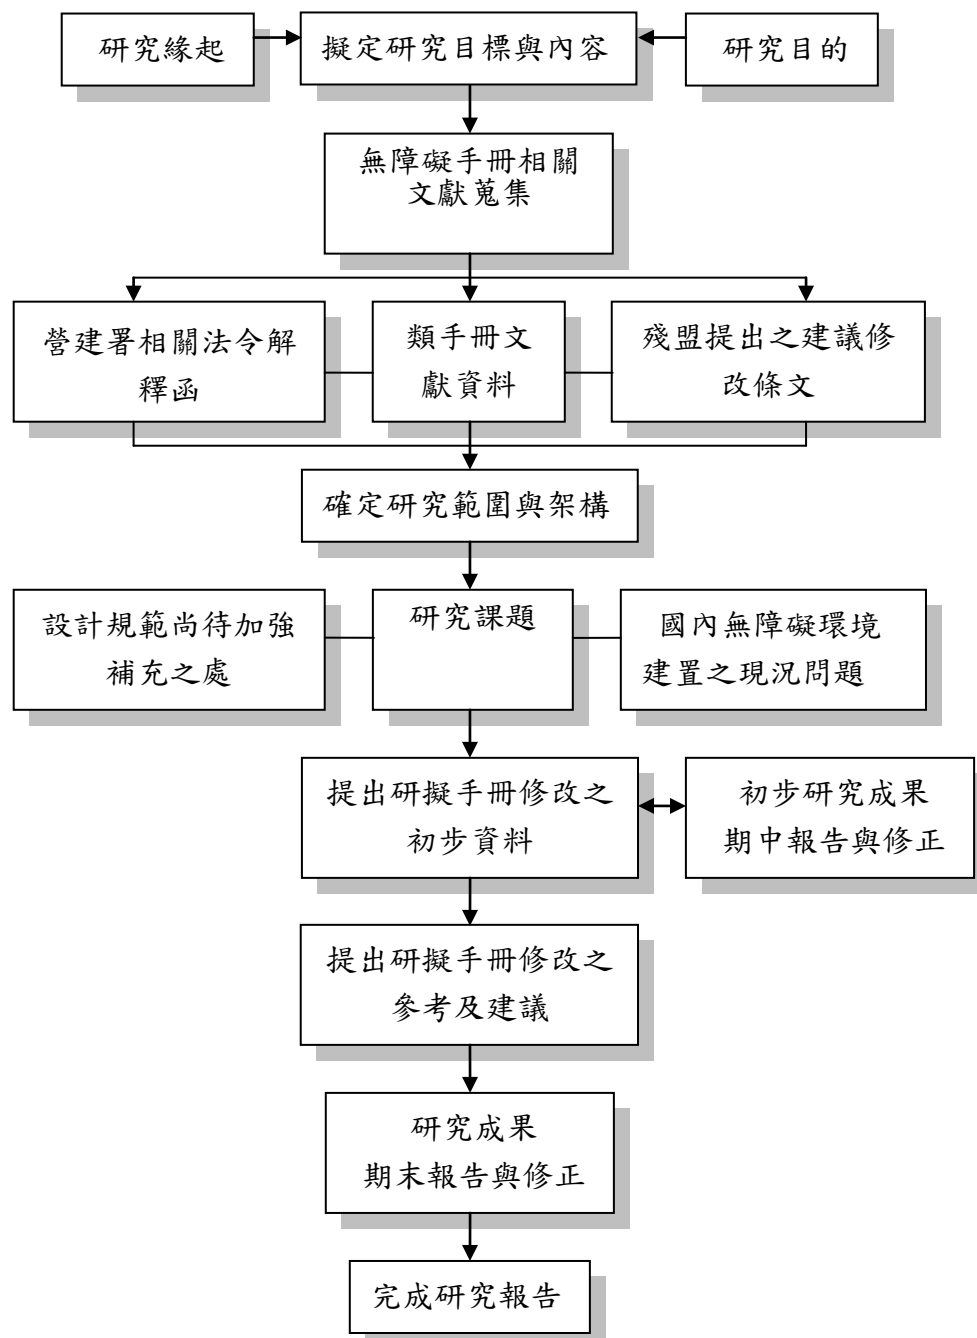 研究緣起
擬定研究目標與內容
研究目的
無障礙手冊相關
文獻蒐集
營建署相關法令解
釋函
類手冊文
獻資料
殘盟提出之建議修
改條文
確定研究範圍與架構
設計規範尚待加強
補充之處
研究課題
國內無障礙環境
建置之現況問題
提出研擬手冊修改之
初步資料
初步研究成果
期中報告與修正
提出研擬手冊修改之
參考及建議
研究成果
期末報告與修正
完成研究報告